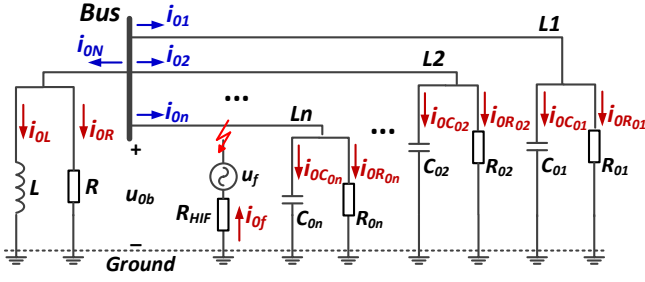 Bus
i01
i0N
i02
L1
L2
i0n
...
Ln
...
i0L
i0R
L
R
+
u0b
–
uf
RHIF
i0f
i0C0n
i0R0n
C0n
R0n
i0C02
i0R02
C02
R02
i0C01
i0R01
C01
R01
Ground